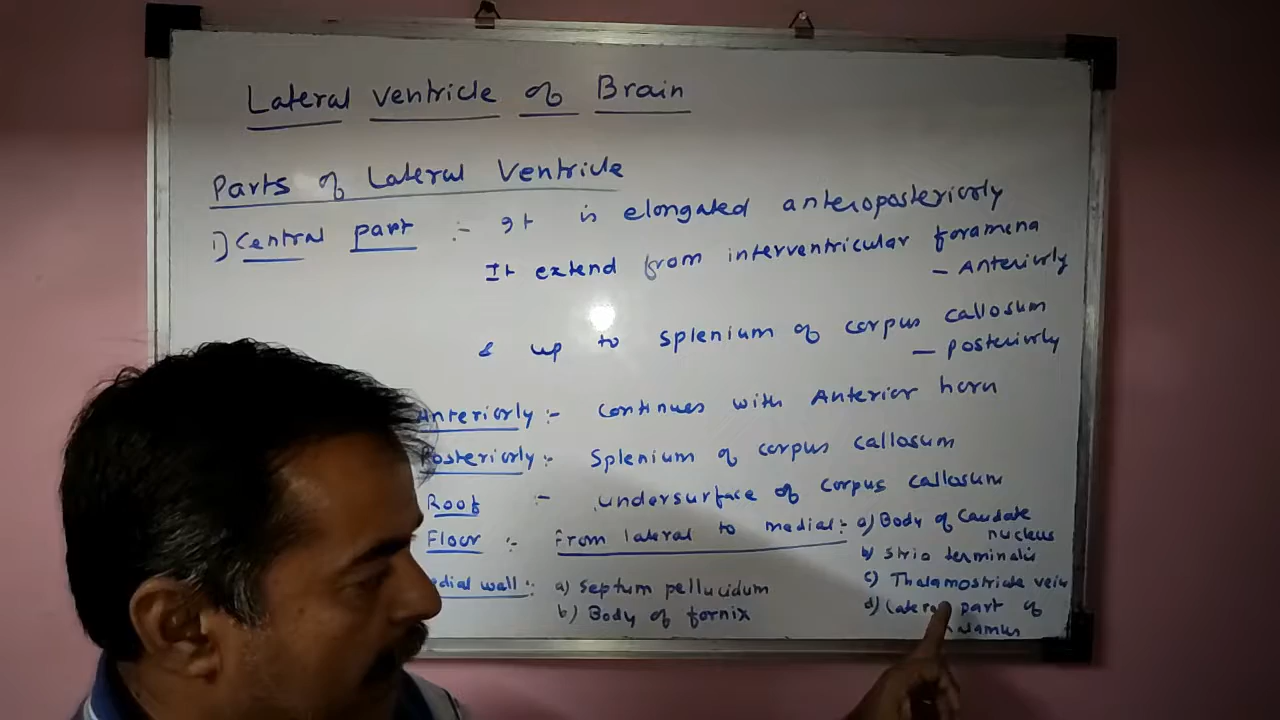 Lateral ventricle of Brain
Parts of Lateral Ventricle
i) Central part :- It is elongated anteroposteriorly
It extend from interventricular foramena
- Anteriorly
& up to splenium of corpus callosum
- posteriorly
Anteriorly :- continues with Anterior horn
Posteriorly :- Splenium of corpus callosum
Roof :- undersurface of corpus callosum
Floor :- From lateral to medial :- a) Body of caudate
nucleus
b) Stria terminalis
c) Thalamostriate vein
d) Lateral part of
halamus
edial wall :- a) Septum pellucidum
b) Body of fornix